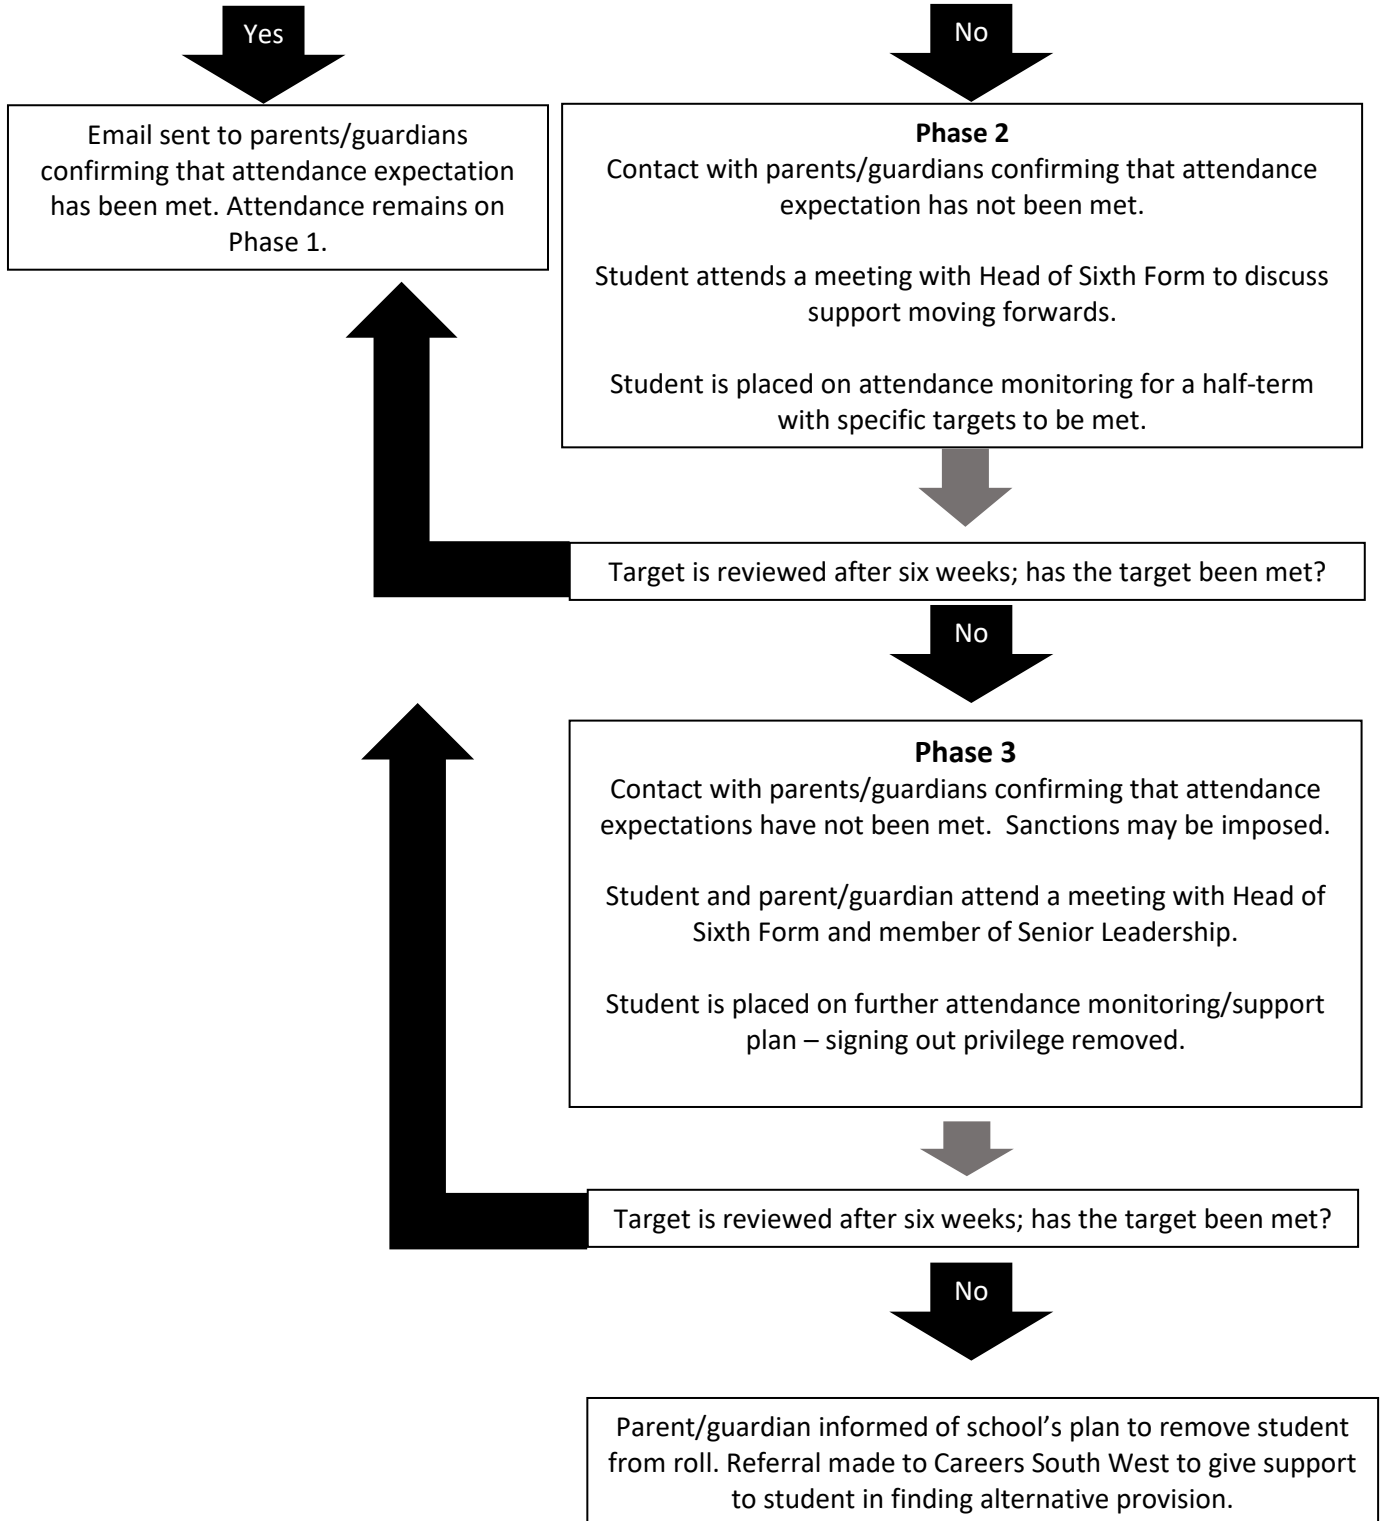 Yes
No
Email sent to parents/guardians
confirming that attendance expectation
has been met. Attendance remains on
Phase 1.
Phase 2
Contact with parents/guardians confirming that attendance
expectation has not been met.
Student attends a meeting with Head of Sixth Form to discuss
support moving forwards.
Student is placed on attendance monitoring for a half-term
with specific targets to be met.
Target is reviewed after six weeks; has the target been met?
No
Phase 3
Contact with parents/guardians confirming that attendance
expectations have not been met.  Sanctions may be imposed.
Student and parent/guardian attend a meeting with Head of
Sixth Form and member of Senior Leadership.
Student is placed on further attendance monitoring/support
plan – signing out privilege removed.
Target is reviewed after six weeks; has the target been met?
No
Parent/guardian informed of school’s plan to remove student
from roll. Referral made to Careers South West to give support
to student in finding alternative provision.